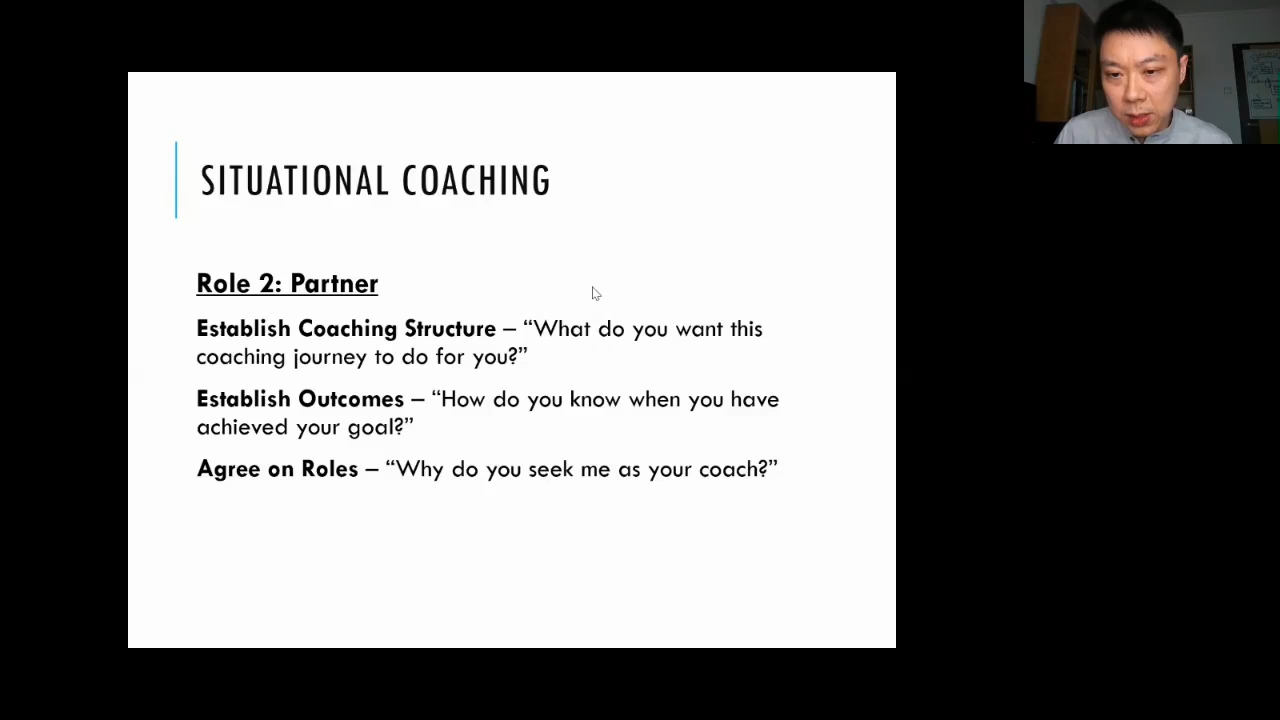 SITUATIONAL COACHING
Role 2: Partner
Establish Coaching Structure – “What do you want this
coaching journey to do for you?”
Establish Outcomes – “How do you know when you have
achieved your goal?”
Agree on Roles – “Why do you seek me as your coach?”